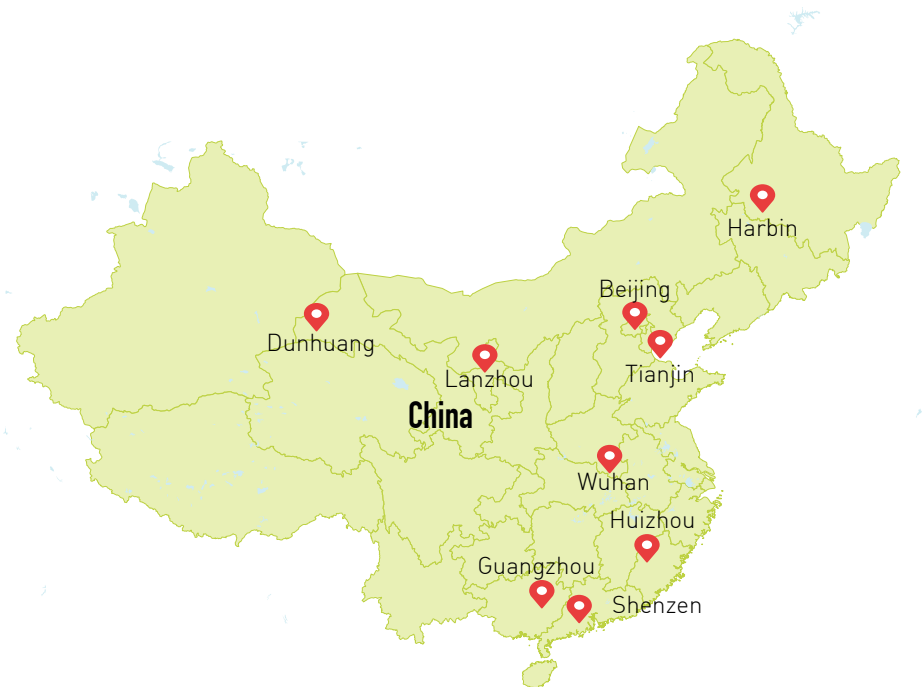 Harbin
Beijing
Dunhuang
Tianjin
Lanzhou
China
Wuhan
Huizhou
Guangzhou
Shenzen